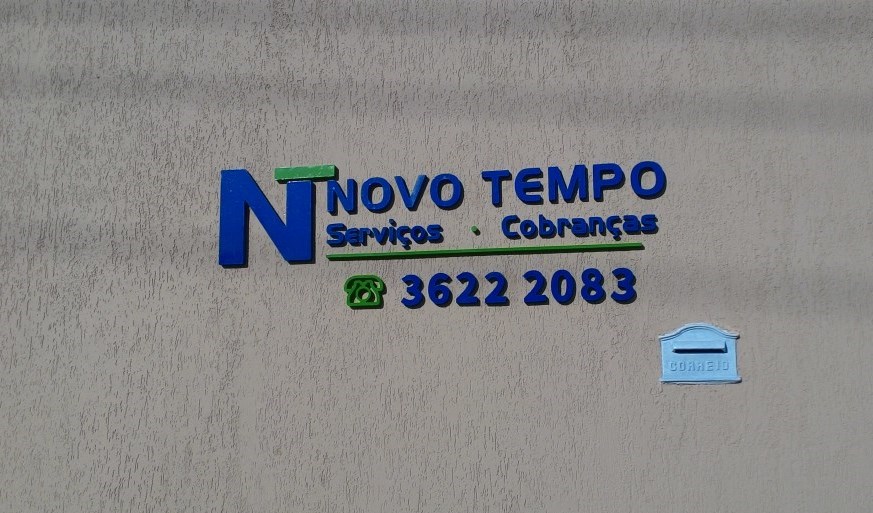 NT NOVO TEMPO
Serviços · Cobranças
3622 2083
CORREIO